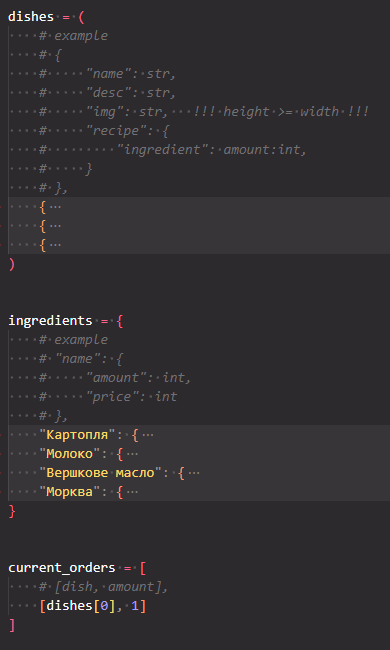 dishes = (
    # example
    # {
    #     "name": str,
    #     "desc": str,
    #     "img": str,   !!! height >= width !!!
    #     "recipe": {
    #         "ingredient": amount:int,
    #     }
    # },
    { ⋯
    { ⋯
    { ⋯
)
ingredients = {
    # example
    # "name": {
    #     "amount": int,
    #     "price": int
    # },
    "Картопля": { ⋯
    "Молоко": { ⋯
    "Вершкове масло": { ⋯
    "Морква": { ⋯
}
current_orders = [
    # [dish, amount],
    [dishes[0], 1]
]